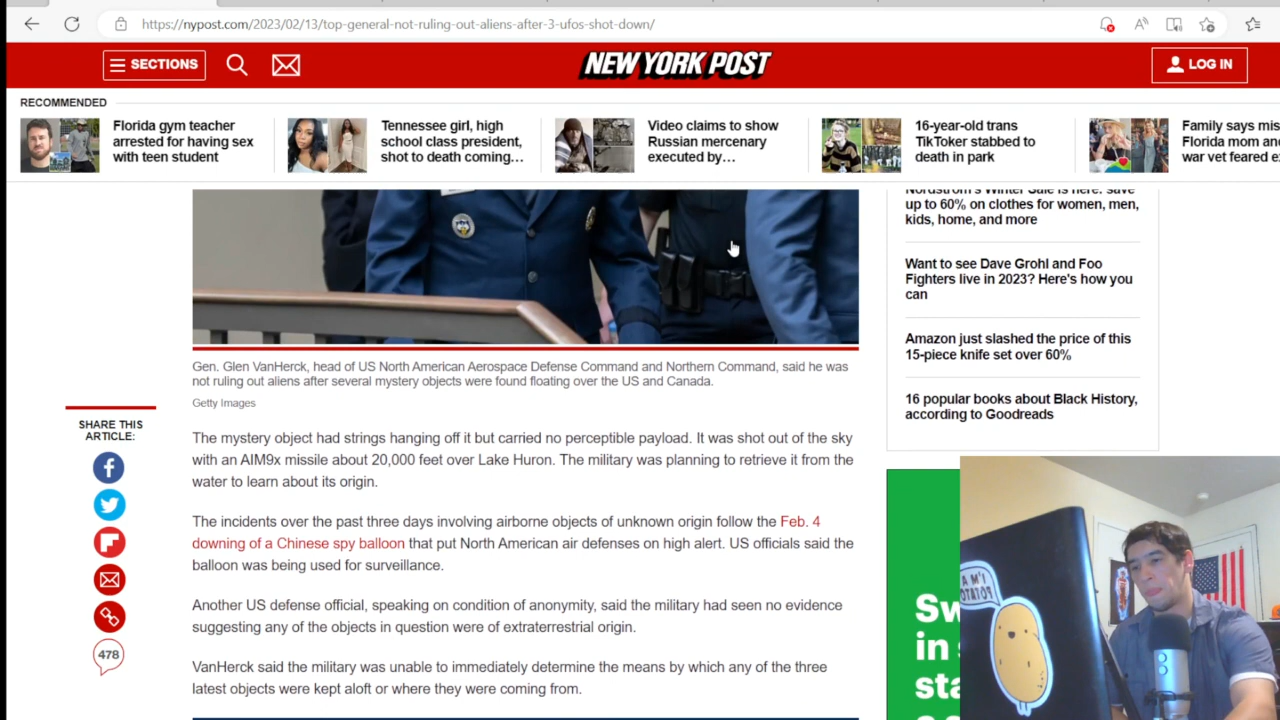 https://nypost.com/2023/02/13/top-general-not-ruling-out-aliens-after-3-ufos-shot-down/
SECTIONS
NEW YORK POST
LOG IN
RECOMMENDED
Florida gym teacher
arrested for having sex
with teen student
Tennessee girl, high
school class president,
shot to death coming...
Video claims to show
Russian mercenary
executed by...
16-year-old trans
TikToker stabbed to
death in park
Family says mis
Florida mom and
war vet feared
Nordstrom's Winter Sale is here: save
up to 60% on clothes for women, men,
kids, home, and more
Want to see Dave Grohl and Foo
Fighters live in 2023? Here's how you
can
Amazon just slashed the price of this
15-piece knife set over 60%
16 popular books about Black History,
according to Goodreads
Gen. Glen VanHerck, head of US North American Aerospace Defense Command and Northern Command, said he was
not ruling out aliens after several mystery objects were found floating over the US and Canada.
Getty Images
SHARE THIS
ARTICLE:
478
The mystery object had strings hanging off it but carried no perceptible payload. It was shot out of the sky
with an AIM9x missile about 20,000 feet over Lake Huron. The military was planning to retrieve it from the
water to learn about its origin.
The incidents over the past three days involving airborne objects of unknown origin follow the Feb. 4
downing of a Chinese spy balloon that put North American air defenses on high alert. US officials said the
balloon was being used for surveillance.
Another US defense official, speaking on condition of anonymity, said the military had seen no evidence
suggesting any of the objects in question were of extraterrestrial origin.
VanHerck said the military was unable to immediately determine the means by which any of the three
latest objects were kept aloft or where they were coming from.
Sw
in
sta
I'M A
POTATO